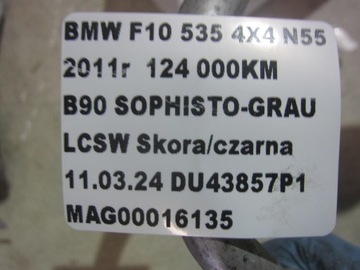 BMW F10 535 4X4 N55
2011r 124 000KM
B90 SOPHISTO-GRAU
LCSW Skora/czarna
11.03.24 DU43857P1
MAG00016135